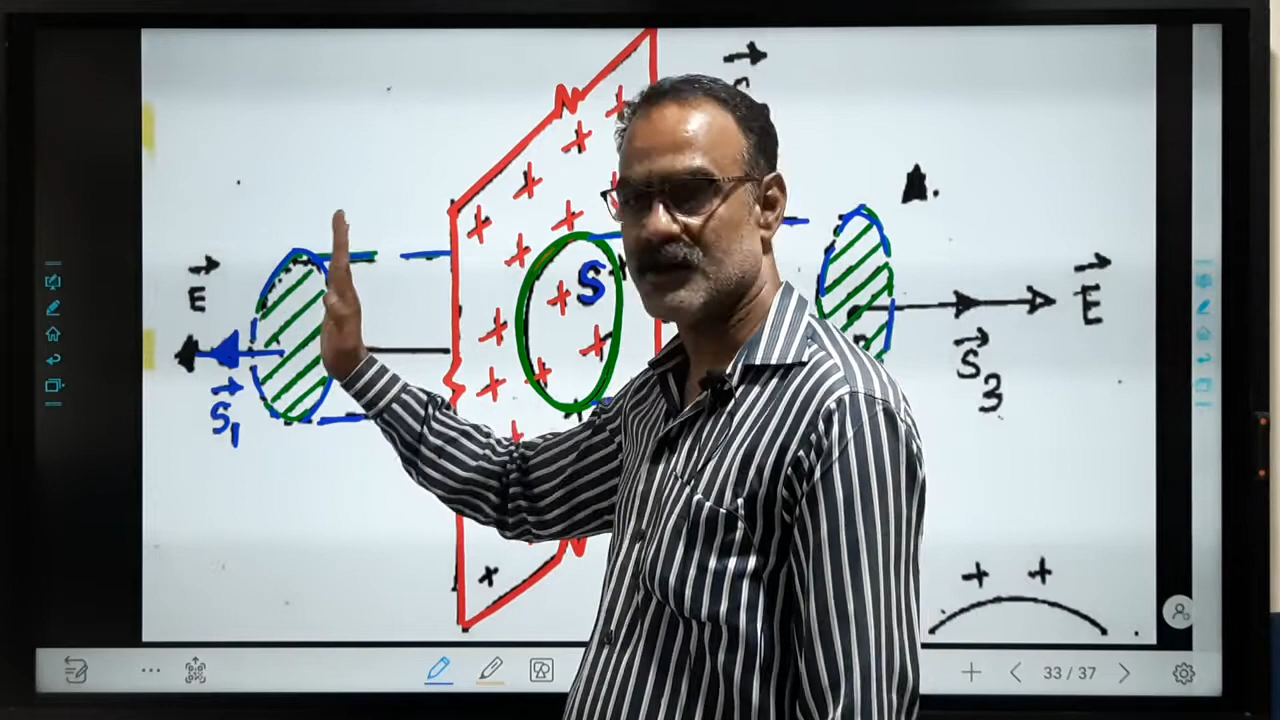 A.
E
S
E
S₁
S₃
+ +
33 / 37